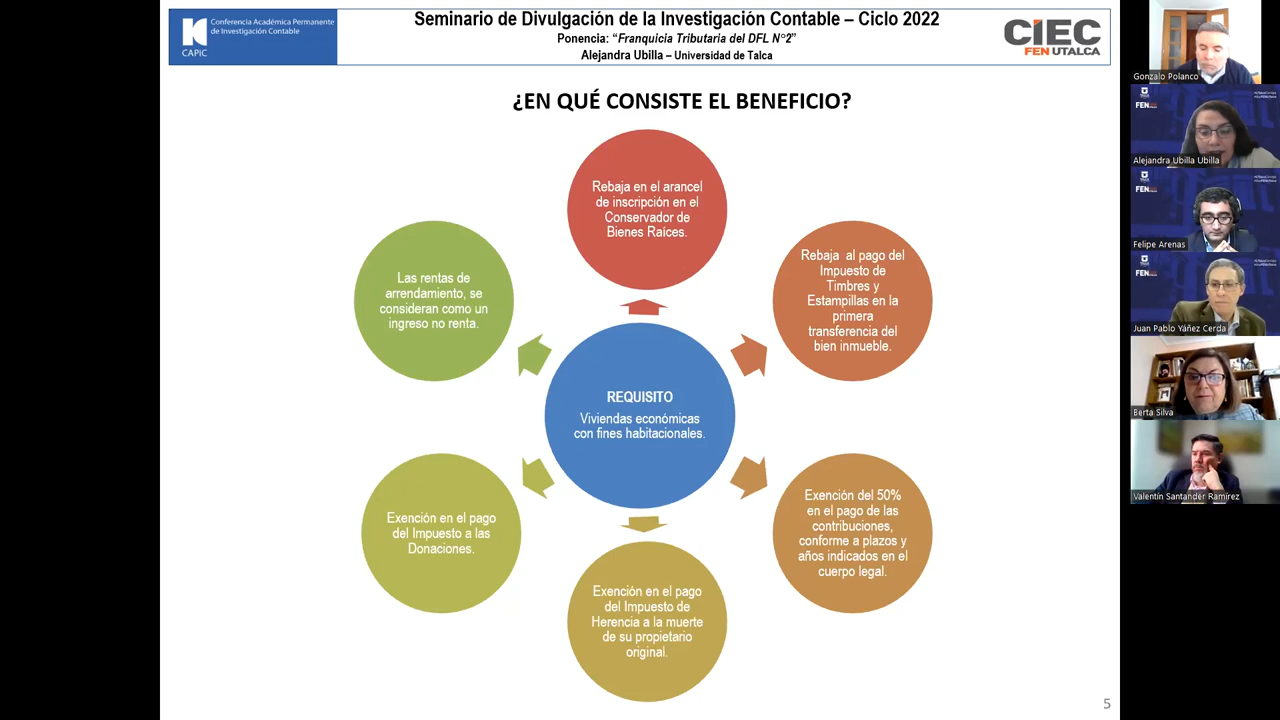 Conferencia Académica Permanente
de Investigación Contable
CAPIC
Seminario de Divulgación de la Investigación Contable – Ciclo 2022
Ponencia: “Franquicia Tributaria del DFL N°2”
Alejandra Ubilla – Universidad de Talca
CIEC
FEN UTALCA
¿EN QUÉ CONSISTE EL BENEFICIO?
Rebaja en el arancel
de inscripción en el
Conservador de
Bienes Raíces.
Rebaja al pago del
Impuesto de
Timbres y
Estampillas en la
primera
transferencia del
bien inmueble.
Exención del 50%
en el pago de las
contribuciones,
conforme a plazos y
años indicados en el
cuerpo legal.
Exención en el pago
del Impuesto de
Herencia a la muerte
de su propietario
original.
Exención en el pago
del Impuesto a las
Donaciones.
Las rentas de
arrendamiento, se
consideran como un
ingreso no renta.
REQUISITO
Viviendas económicas
con fines habitacionales.
5
Gonzalo Polanco
FEN
Alejandra Ubilla Ubilla
FEN
Felipe Arenas
FEN
Juan Pablo Yáñez Cerda
Berta Silva
Valentín Santander Ramírez